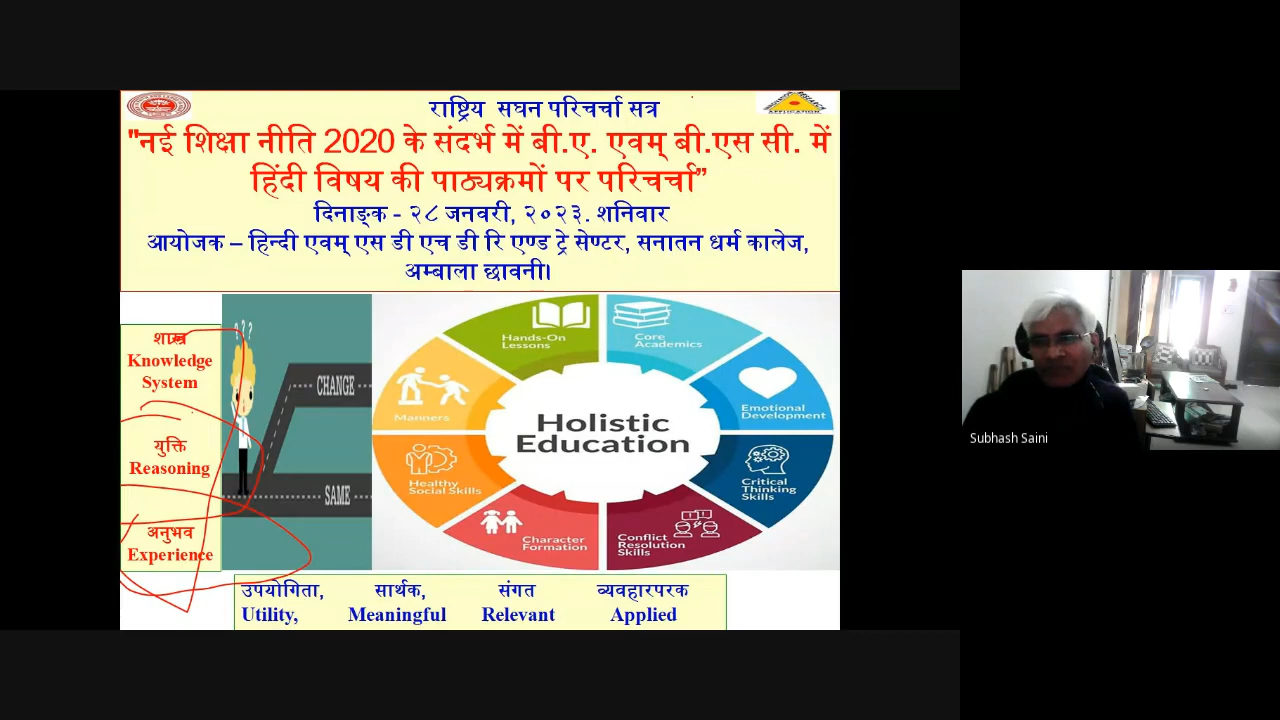 राष्ट्रिय सघन परिचर्चा सत्र
"नई शिक्षा नीति 2020 के संदर्भ में बी.ए. एवम् बी.एस सी. में
हिंदी विषय की पाठ्यक्रमों पर परिचर्चा”
दिनाङ्क - २८ जनवरी, २०२३. शनिवार
आयोजक – हिन्दी एवम् एस डी एच डी रि एण्ड ट्रे सेण्टर, सनातन धर्म कालेज,
अम्बाला छावनी।
शास्त्र
Knowledge
System
युक्ति
Reasoning
अनुभव
Experience
???
CHANGE
SAME
Hands-On
Lessons
Core
Academics
Manners
Emotional
Development
Holistic
Education
Healthy
Social Skills
Critical
Thinking
Skills
Character
Formation
Conflict
Resolution
Skills
उपयोगिता, सार्थक, संगत व्यवहारपरक
Utility, Meaningful Relevant Applied
Subhash Saini
APPLICATION